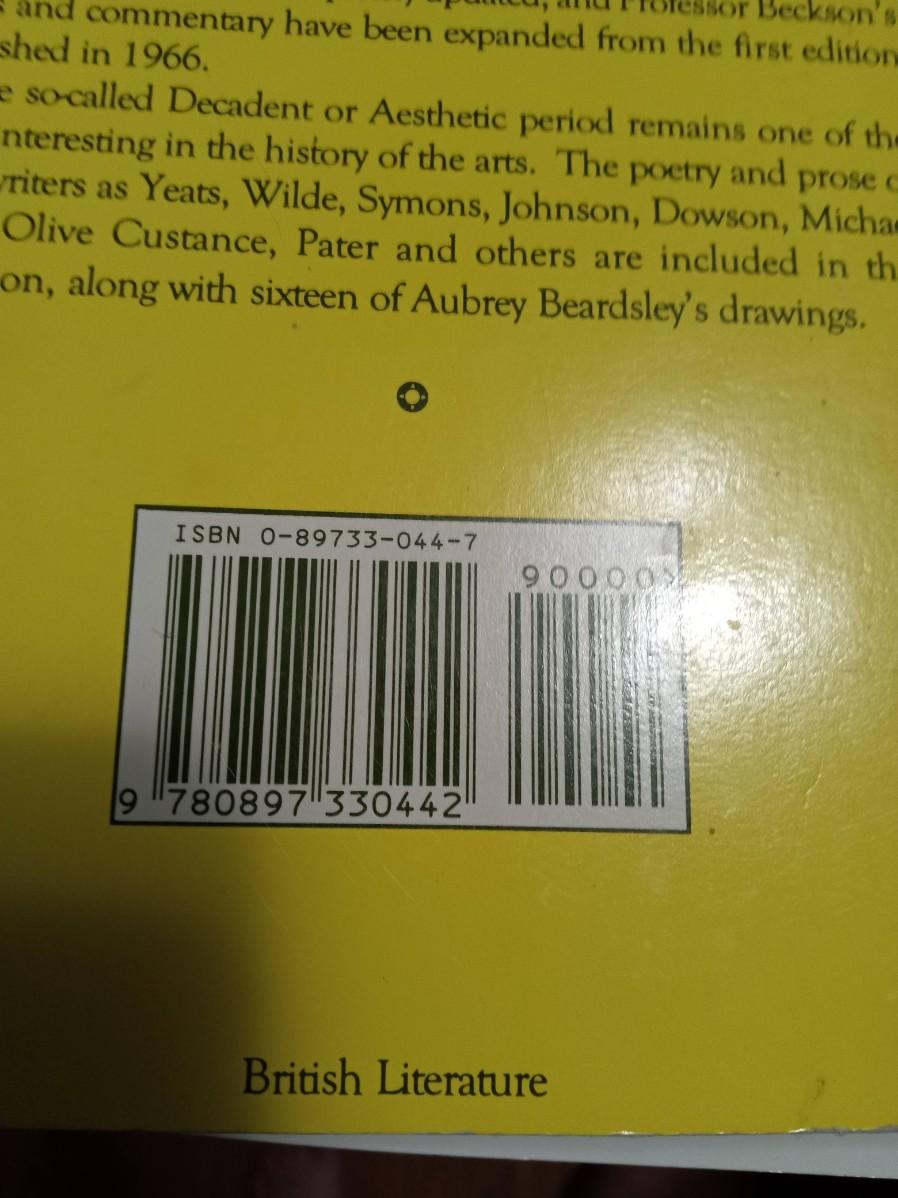 and commentary have been expanded from the first edition
shed in 1966.
e so-called Decadent or Aesthetic period remains one of the
nteresting in the history of the arts. The poetry and prose
writers as Yeats, Wilde, Symons, Johnson, Dowson, Micha
Olive Custance, Pater and others are included in th
on, along with sixteen of Aubrey Beardsley's drawings.
ISBN 0-89733-044-7
90000>
9 780897 330442
British Literature